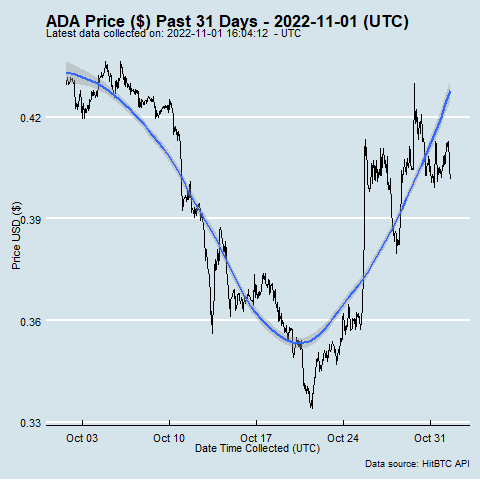 ADA Price ($) Past 31 Days - 2022-11-01 (UTC)
Latest data collected on: 2022-11-01 16:04:12  - UTC
Price USD ($)
0.42
0.39
0.36
0.33
Oct 03 Oct 10 Oct 17 Oct 24 Oct 31
Date Time Collected (UTC)
Data source: HitBTC API